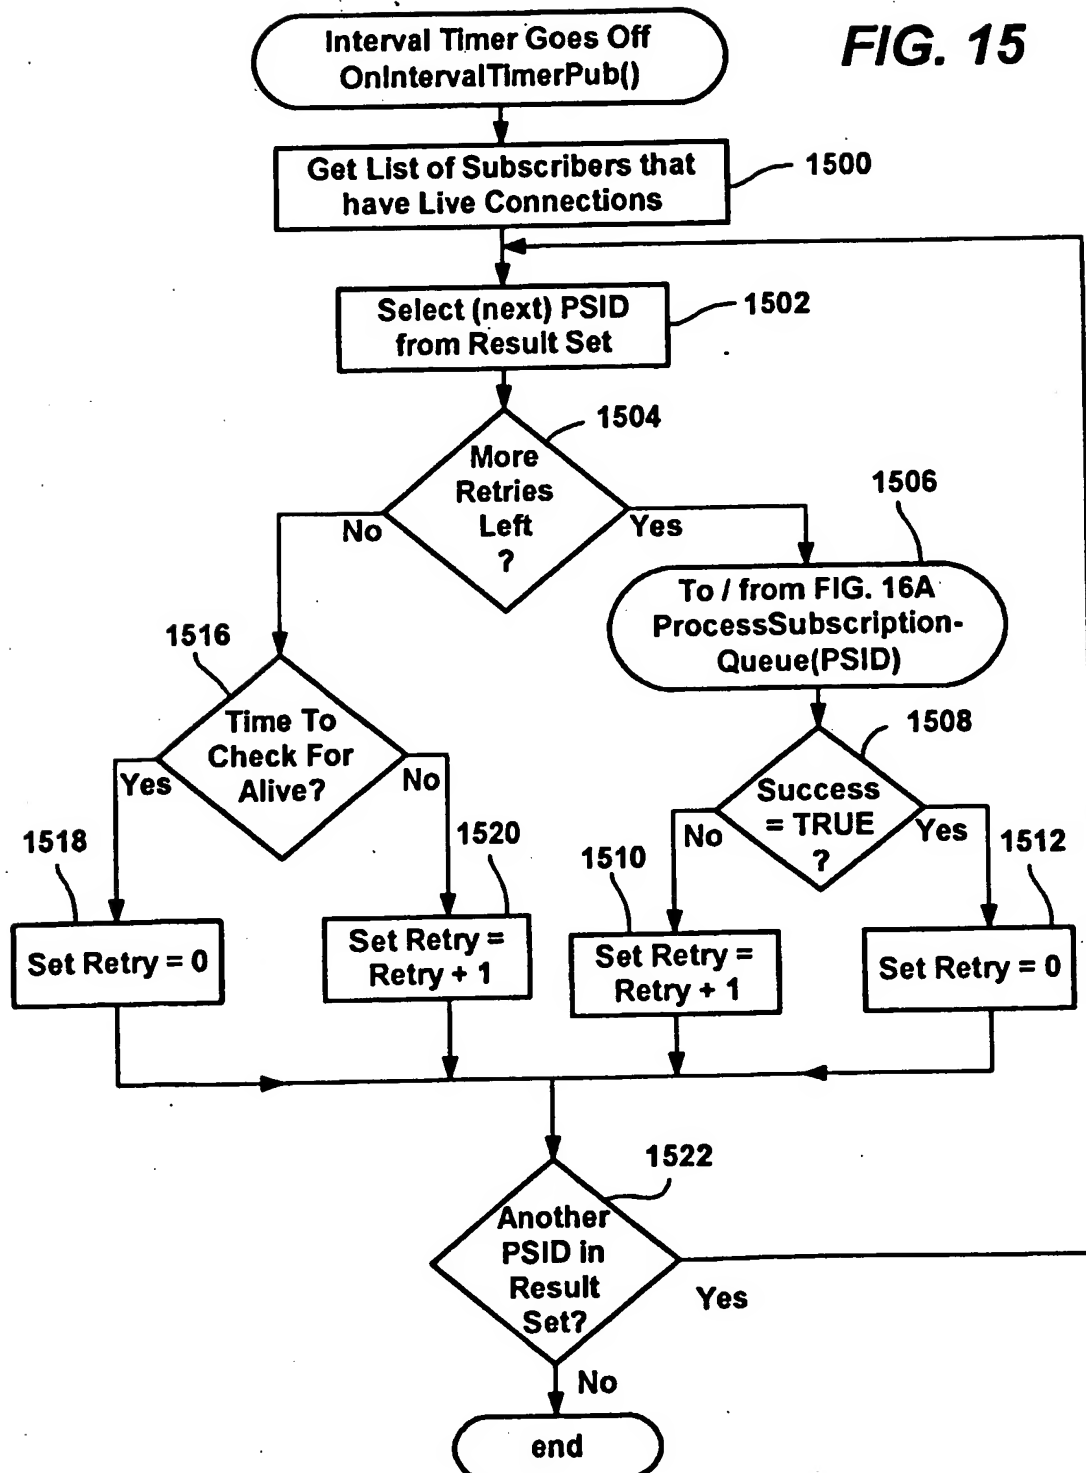 FIG. 15
Interval Timer Goes Off
OnIntervalTimerPub()
Get List of Subscribers that
have Live Connections
1500
Select (next) PSID
from Result Set
1502
1504
More
Retries
Left
?
No
Yes
1506
To / from FIG. 16A
ProcessSubscription-
Queue(PSID)
1516
Time To
Check For
Alive?
Yes
No
1508
Success
= TRUE
?
No
Yes
1518
Set Retry = 0
1520
Set Retry =
Retry + 1
1510
Set Retry =
Retry + 1
1512
Set Retry = 0
1522
Another
PSID in
Result
Set?
Yes
No
end